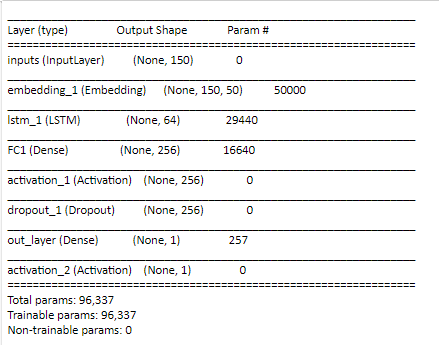 Layer (type) Output Shape Param #
inputs (InputLayer) (None, 150) 0
embedding_1 (Embedding) (None, 150, 50) 50000
lstm_1 (LSTM) (None, 64) 29440
FC1 (Dense) (None, 256) 16640
activation_1 (Activation) (None, 256) 0
dropout_1 (Dropout) (None, 256) 0
out_layer (Dense) (None, 1) 257
activation_2 (Activation) (None, 1) 0
Total params: 96,337
Trainable params: 96,337
Non-trainable params: 0